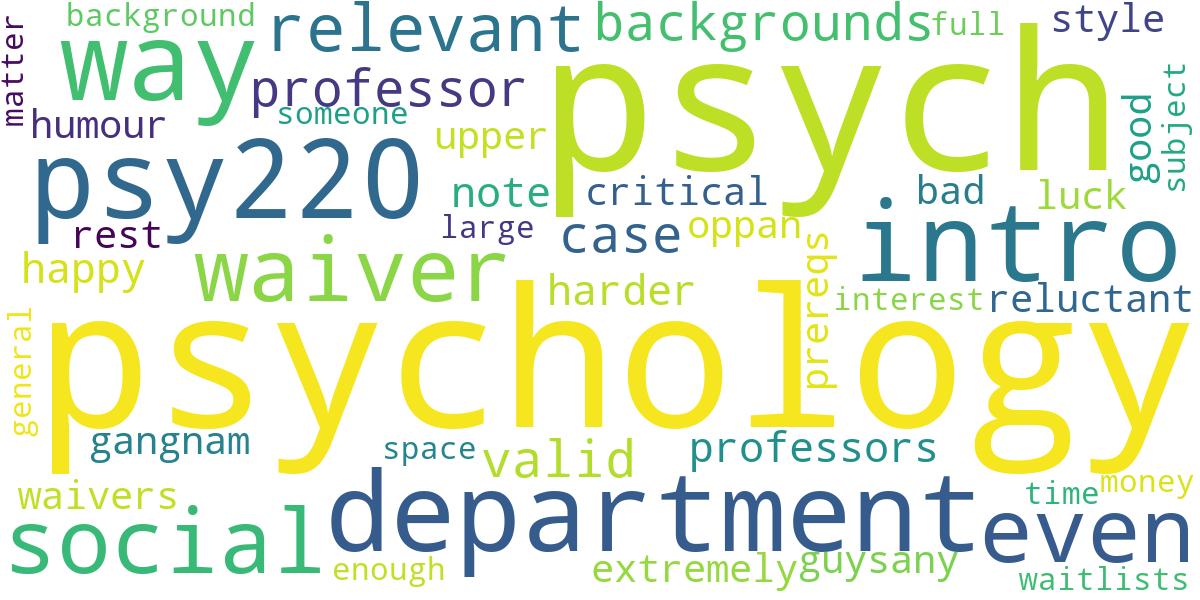 background
matter
way
relevant
backgrounds
full
style
psych
professor
humour
someone
upper
good
subject
psy220
note
critical
bad
luck
rest
large
case
oppan
intro
happy
waiver
harder
prereqs
interest
reluctant
general
psychology
gangnam
space
valid
professors
waivers
department
time
money
social
even
enough
extremely
guysany
waitlists